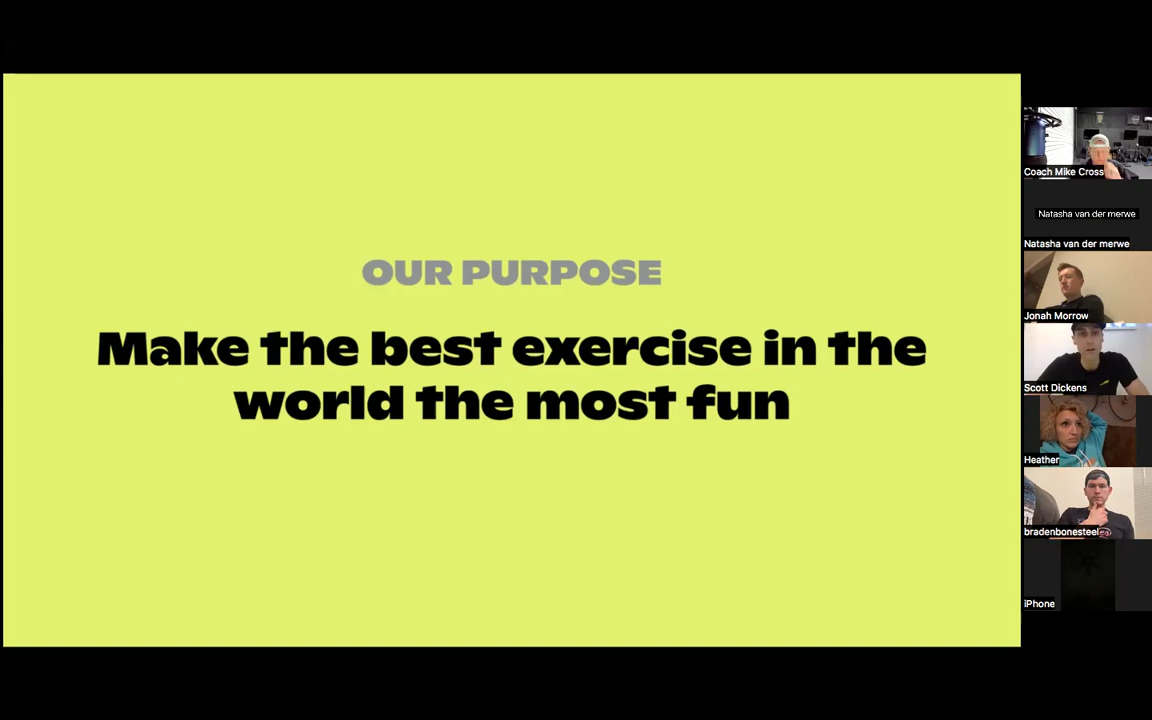 OUR PURPOSE
Make the best exercise in the
world the most fun
Coach Mike Cross
Natasha van der merwe
Natasha van der merwe
Jonah Morrow
Scott Dickens
Heather
bradenbonesteel
iPhone